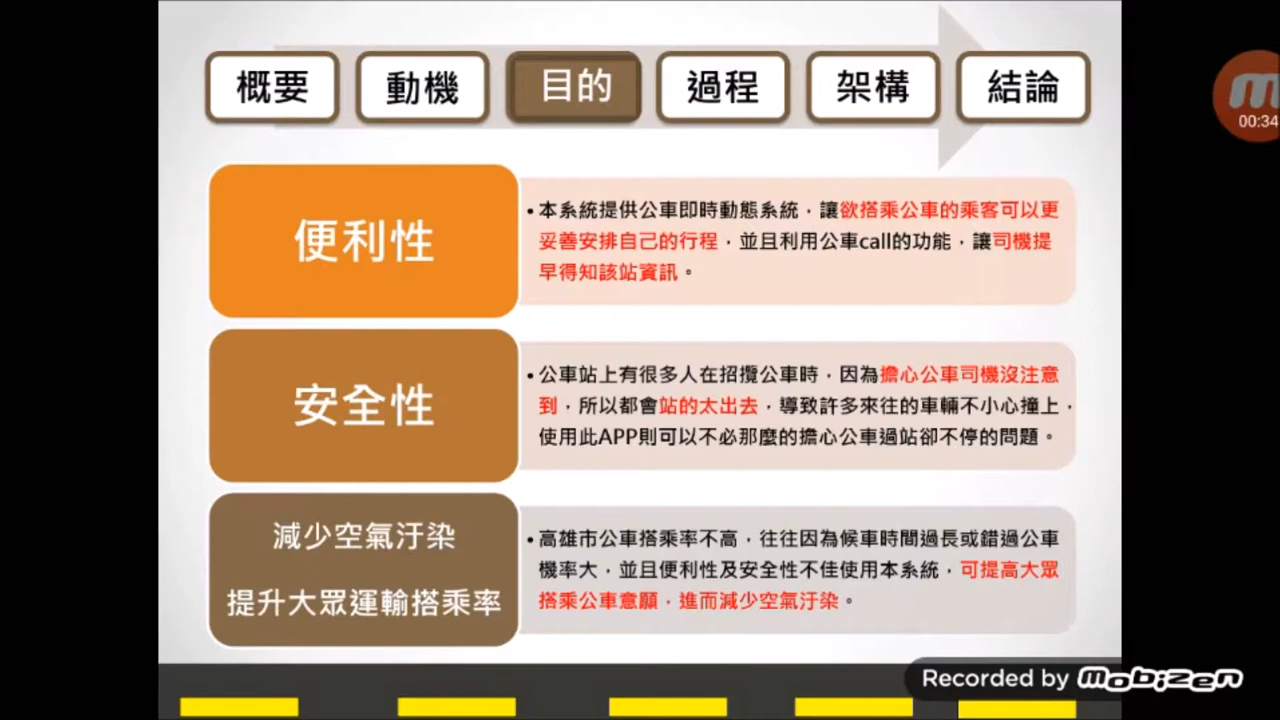 概要 動機 目的 過程 架構 結論
00:34
便利性
•本系統提供公車即時動態系統，讓欲搭乘公車的乘客可以更
妥善安排自己的行程，並且利用公車call的功能，讓司機提
早得知該站資訊。
安全性
•公車站上有很多人在招攬公車時，因為擔心公車司機沒注意
到，所以都會站的太出去，導致許多來往的車輛不小心撞上，
使用此APP則可以不必那麼的擔心公車過站卻不停的問題。
減少空氣汙染
提升大眾運輸搭乘率
•高雄市公車搭乘率不高，往往因為候車時間過長或錯過公車
機率大，並且便利性及安全性不佳使用本系統，可提高大眾
搭乘公車意願，進而減少空氣汙染。
Recorded by mobizen